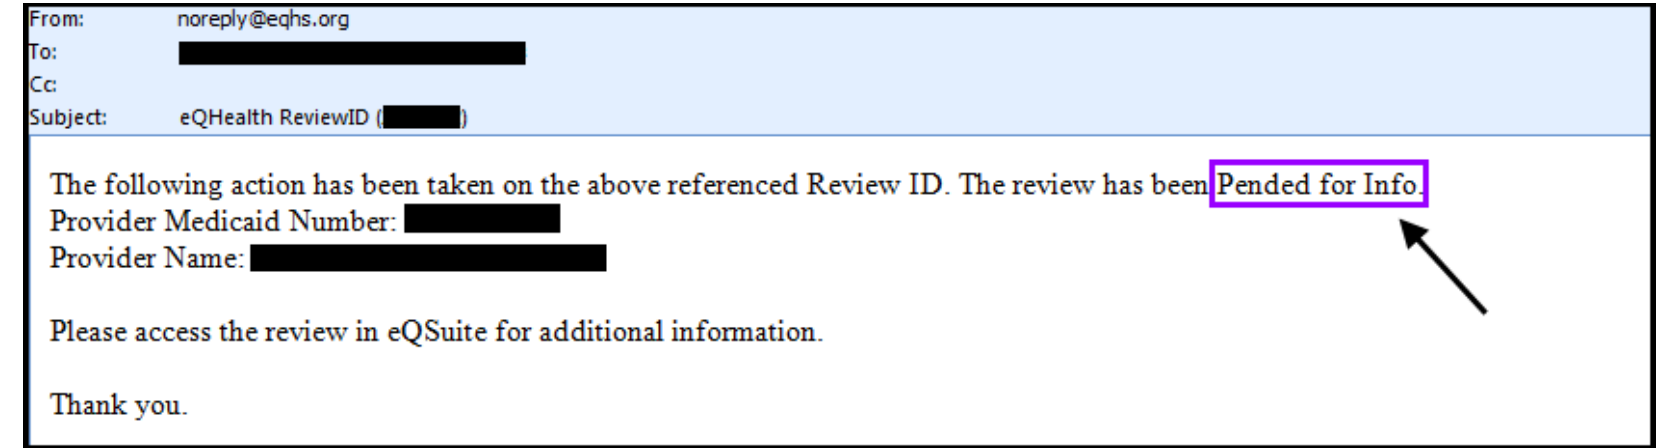 From: noreply@eqhs.org
To:
Cc:
Subject: eQHealth ReviewID ( )
The following action has been taken on the above referenced Review ID. The review has been Pended for Info.
Provider Medicaid Number:
Provider Name:
Please access the review in eQSuite for additional information.
Thank you.